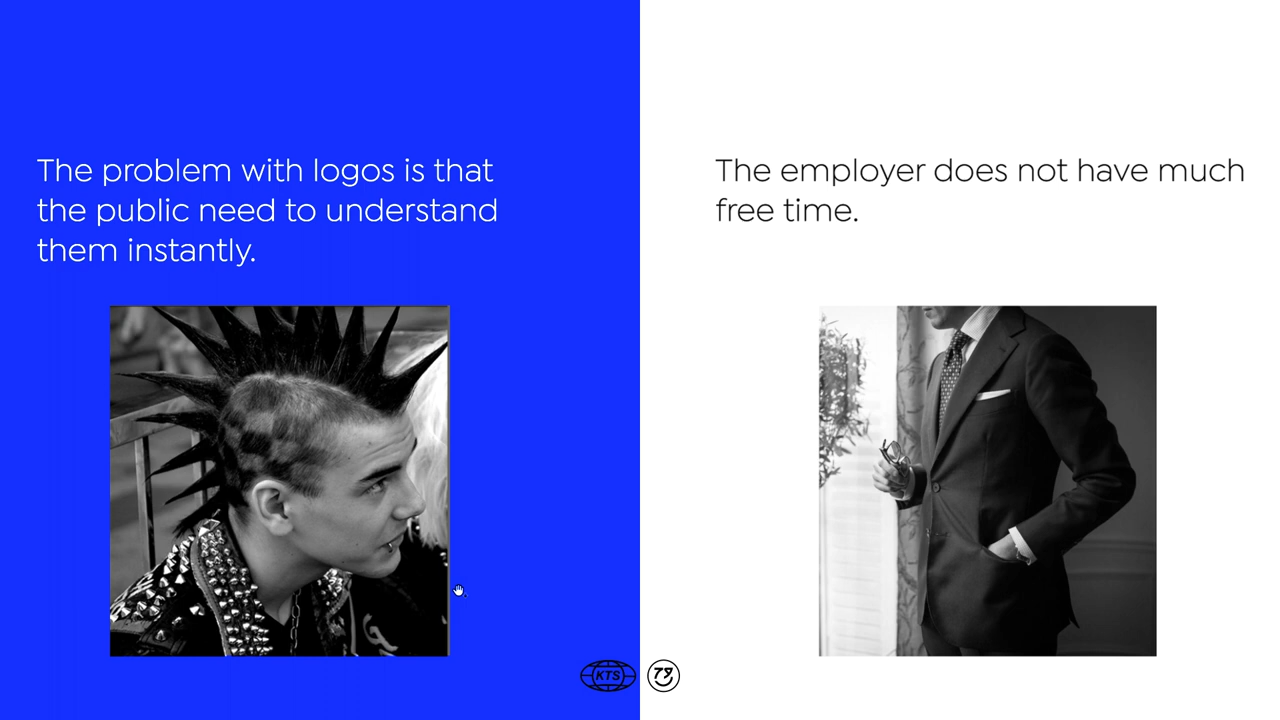 The problem with logos is that
the public need to understand
them instantly.
The employer does not have much
free time.
KTS